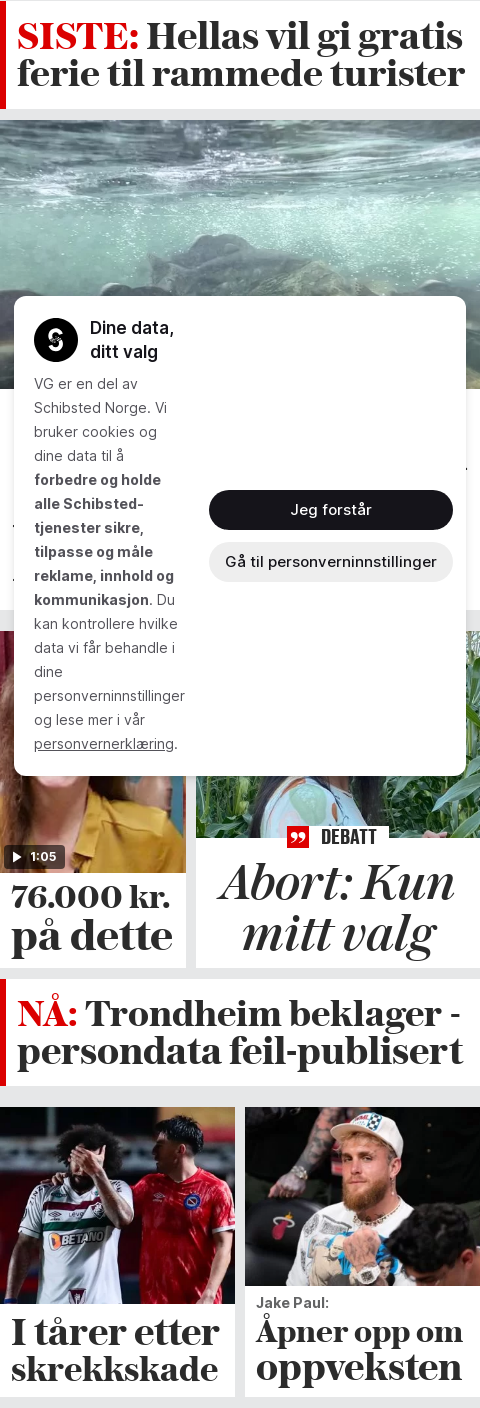 SISTE: Hellas vil gi gratis
ferie til rammede turister
Dine data,
ditt valg
VG er en del av
Schibsted Norge. Vi
bruker cookies og
dine data til å
forbedre og holde
alle Schibsted-
tjenester sikre,
tilpasse og måle
reklame, innhold og
kommunikasjon. Du
kan kontrollere hvilke
data vi får behandle i
dine
personverninnstillinger
og lese mer i vår
personvernerklæring.
Jeg forstår
Gå til personverninnstillinger
1:05
76.000 kr.
på dette
DEBATT
Abort: Kun
mitt valg
NÅ: Trondheim beklager -
persondata feil-publisert
BETANO
I tårer etter
skrekkskade
Jake Paul:
Åpner opp om
oppveksten